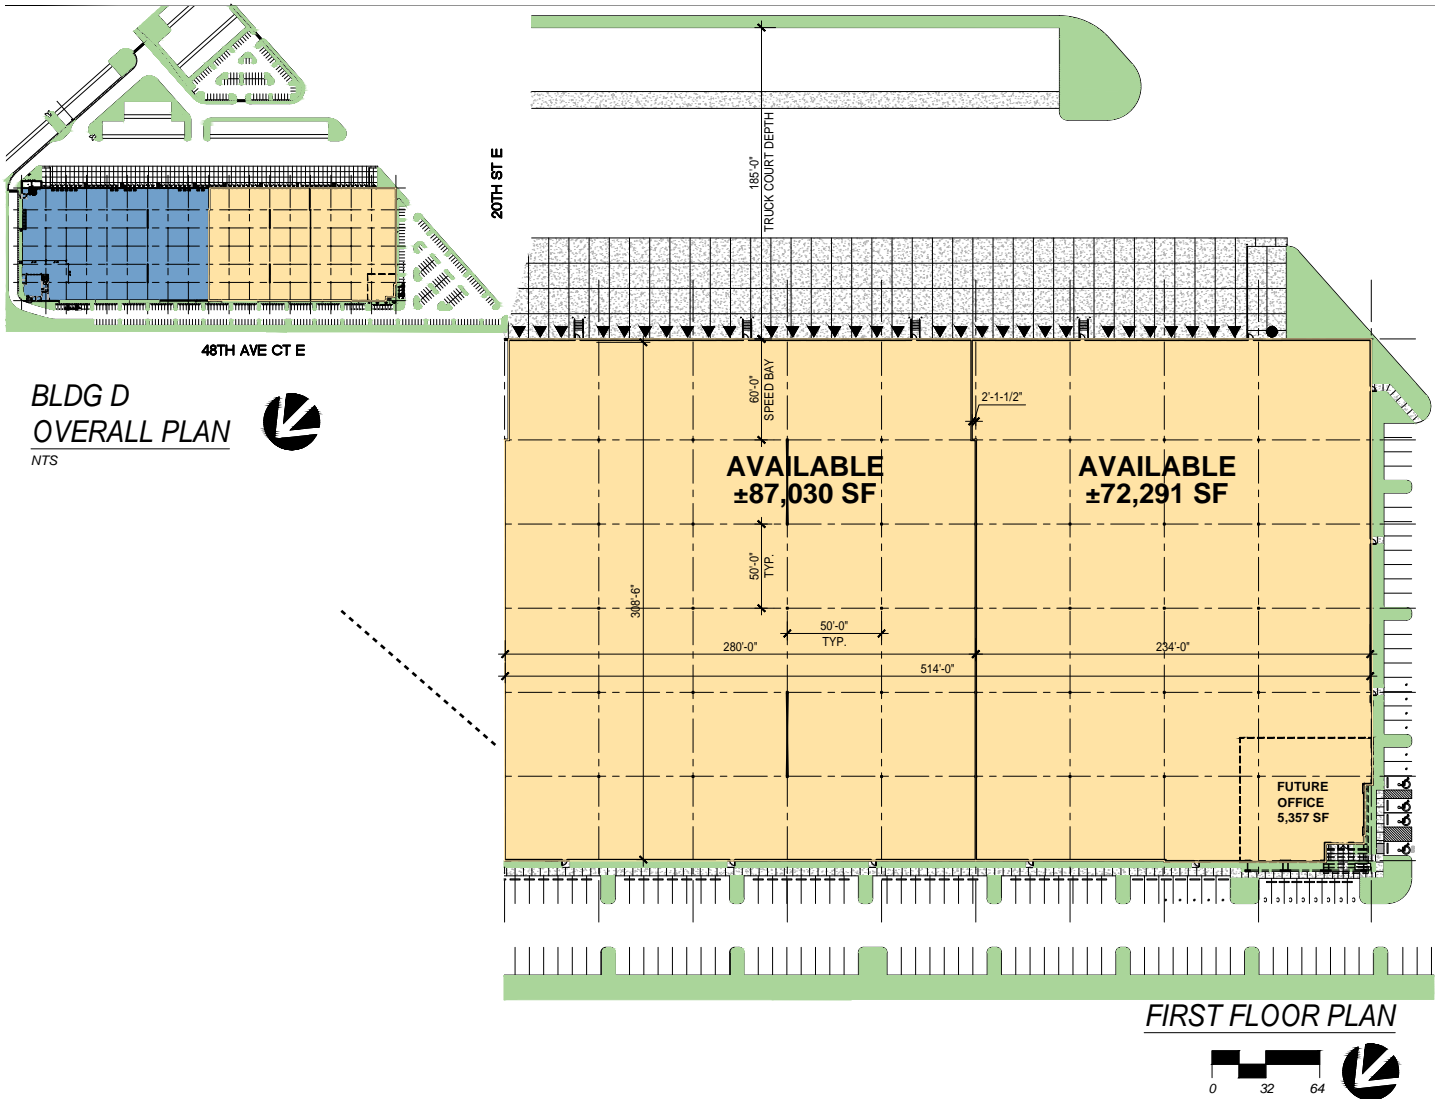 20TH ST E
48TH AVE CT E
BLDG D
OVERALL PLAN
NTS
185'-0"
TRUCK COURT DEPTH
60'-0"
SPEED BAY
2'-1-1/2"
AVAILABLE
±87,030 SF
AVAILABLE
±72,291 SF
50'-0"
TYP.
308'-6"
50'-0"
TYP.
280'-0"
234'-0"
514'-0"
FUTURE
OFFICE
5,357 SF
FIRST FLOOR PLAN
0 32 64